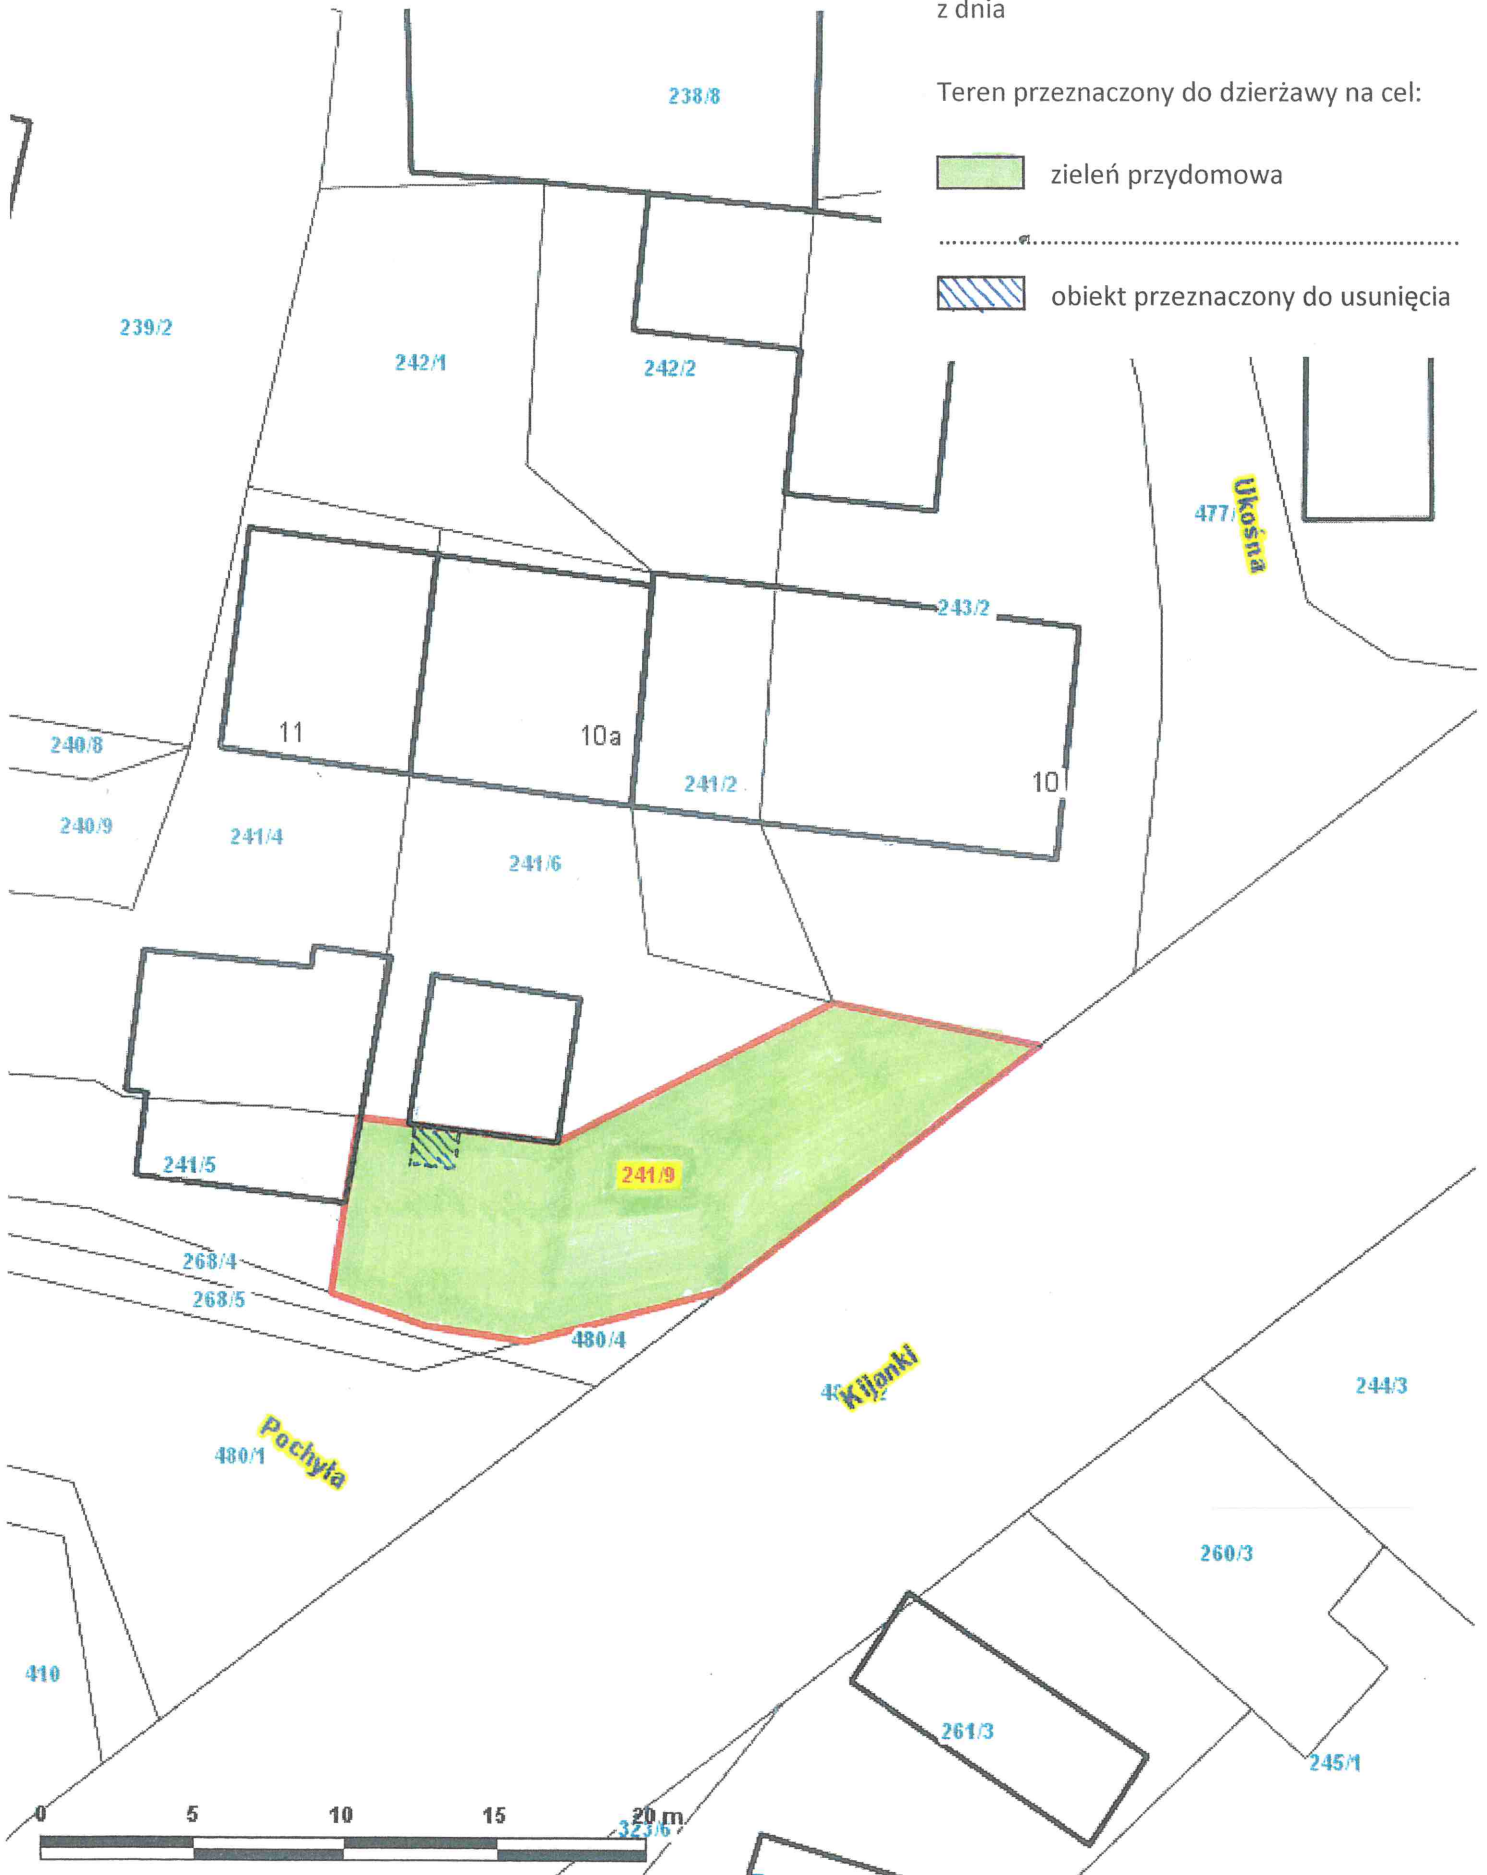 z dnia
238/8
Teren przeznaczony do dzierżawy na cel:
zieleń przydomowa
obiekt przeznaczony do usunięcia
239/2
242/1
242/2
477/
Ukośna
243/2
11
10a
240/8
241/2
10
240/9
241/4
241/6
241/5
241/9
268/4
268/5
480/4
Kijanki
244/3
480/1
Pochyła
260/3
410
261/3
245/1
0 5 10 15 20 m
323/6